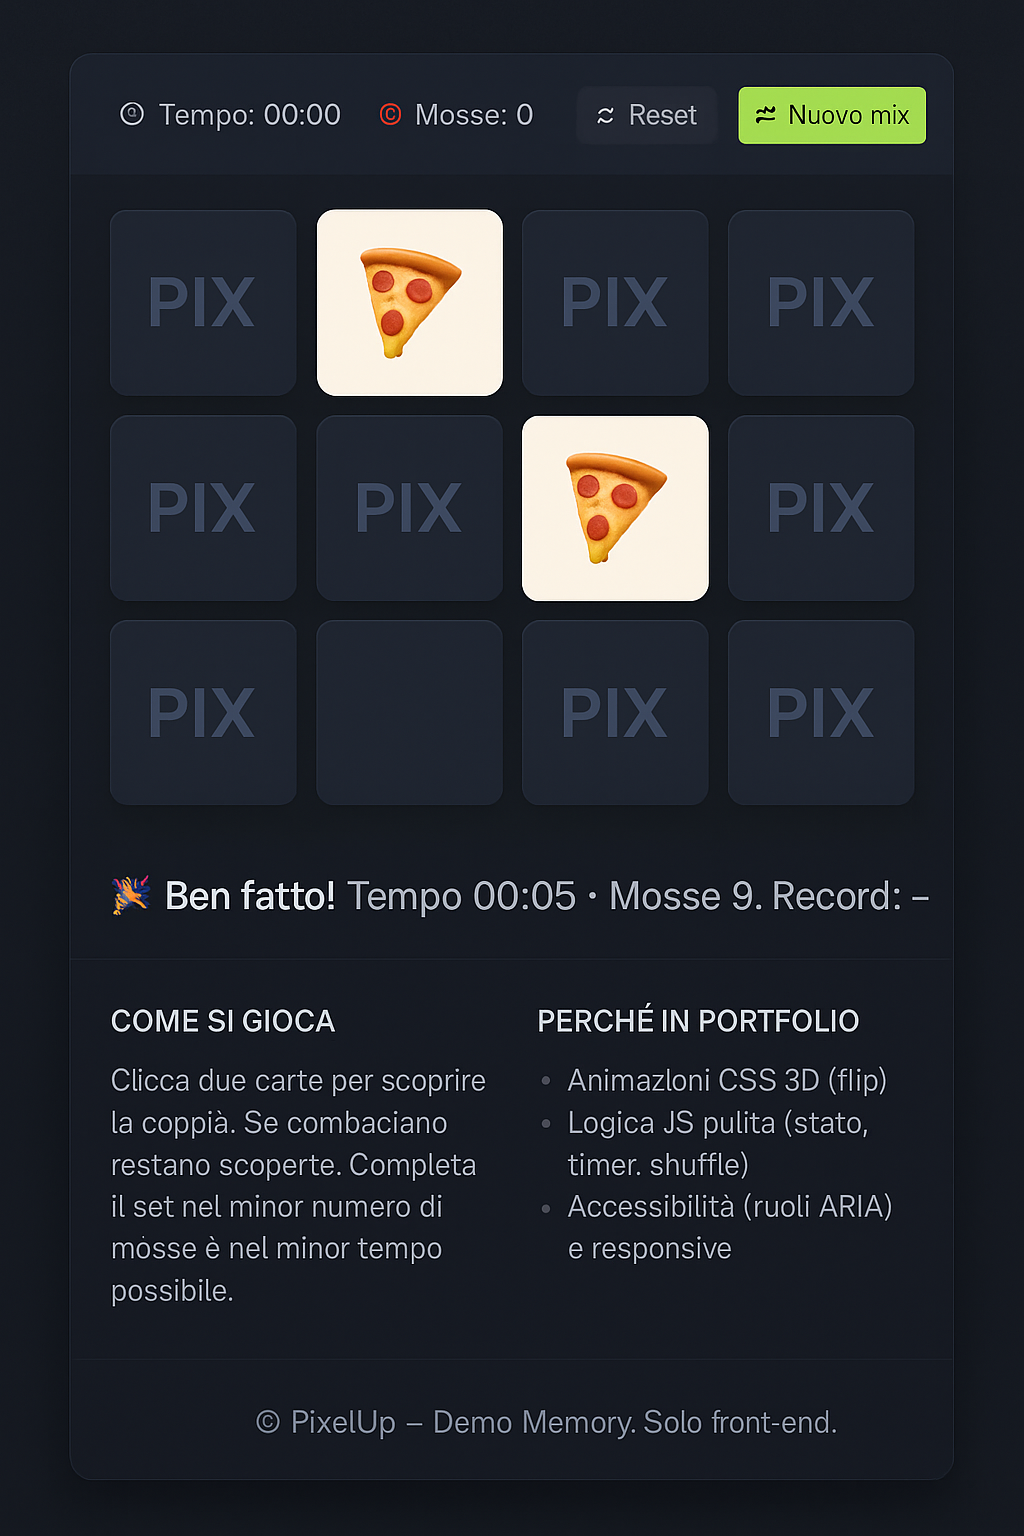 Tempo: 00:00 Mosse: 0 Reset Nuovo mix
PIX PIX PIX
PIX PIX PIX
PIX PIX PIX
Ben fatto! Tempo 00:05 • Mosse 9. Record: –
COME SI GIOCA
Clicca due carte per scoprire
la coppià. Se combaciano
restano scoperte. Completa
il set nel minor numero di
mȯsse è nel minor tempo
possibile.
PERCHÉ IN PORTFOLIO
• Animazloni CSS 3D (flip)
• Logica JS pulita (stato,
timer. shuffle)
• Accessibilità (ruoli ARIA)
e responsive
© PixelUp – Demo Memory. Solo front-end.